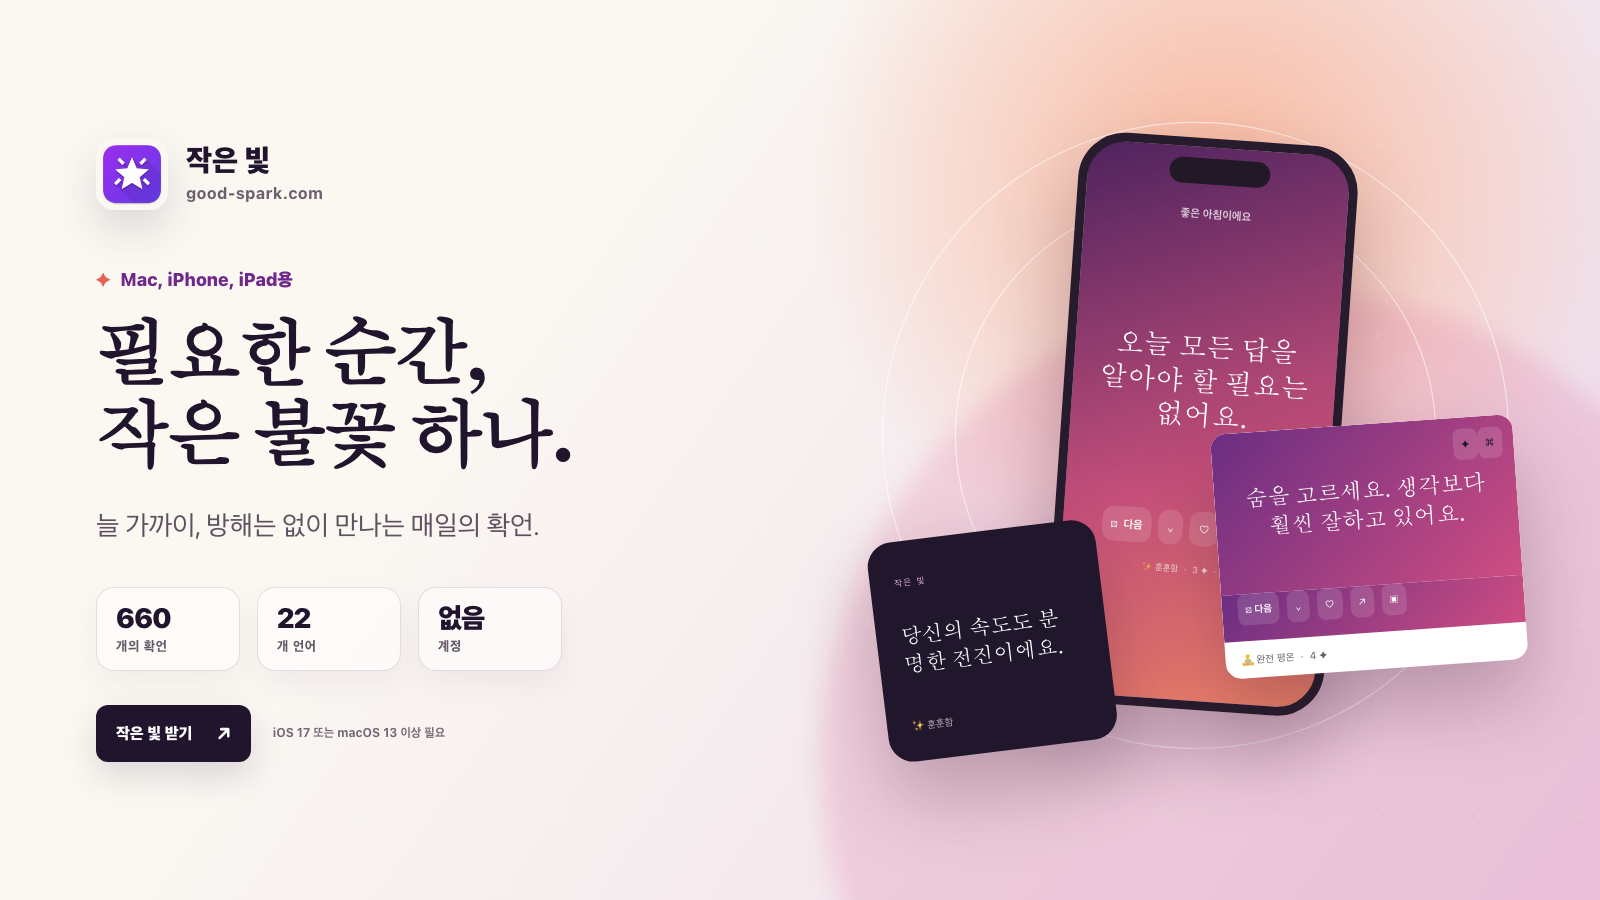 작은 빛
good-spark.com
Mac, iPhone, iPad용
필요한 순간,
작은 불꽃 하나.
늘 가까이, 방해는 없이 만나는 매일의 확언.
660
개의 확언
22
개 언어
없음
계정
작은 빛 받기
iOS 17 또는 macOS 13 이상 필요
좋은 아침이에요
오늘 모든 답을
알아야 할 필요는
없어요.
다음
✨ 훈훈함 · 3 ✦ ·
작은 빛
당신의 속도도 분
명한 전진이에요.
✨ 훈훈함
숨을 고르세요. 생각보다
훨씬 잘하고 있어요.
다음
완전 평온 · 4 ✦